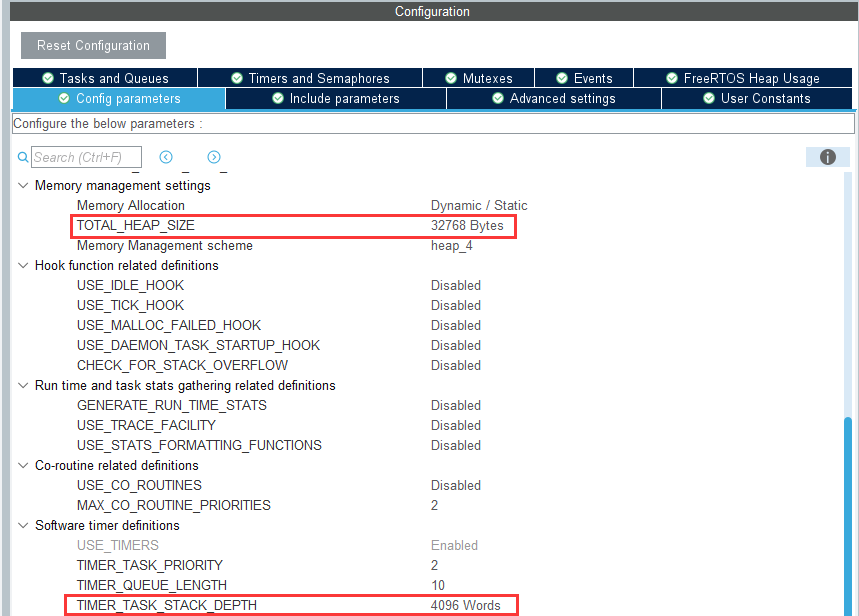 Configuration
Reset Configuration
Tasks and Queues Timers and Semaphores Mutexes Events FreeRTOS Heap Usage
Config parameters Include parameters Advanced settings User Constants
Configure the below parameters :
Search (Ctrl+F)
Memory management settings
Memory Allocation Dynamic / Static
TOTAL_HEAP_SIZE 32768 Bytes
Memory Management scheme heap_4
Hook function related definitions
USE_IDLE_HOOK Disabled
USE_TICK_HOOK Disabled
USE_MALLOC_FAILED_HOOK Disabled
USE_DAEMON_TASK_STARTUP_HOOK Disabled
CHECK_FOR_STACK_OVERFLOW Disabled
Run time and task stats gathering related definitions
GENERATE_RUN_TIME_STATS Disabled
USE_TRACE_FACILITY Disabled
USE_STATS_FORMATTING_FUNCTIONS Disabled
Co-routine related definitions
USE_CO_ROUTINES Disabled
MAX_CO_ROUTINE_PRIORITIES 2
Software timer definitions
USE_TIMERS Enabled
TIMER_TASK_PRIORITY 2
TIMER_QUEUE_LENGTH 10
TIMER_TASK_STACK_DEPTH 4096 Words